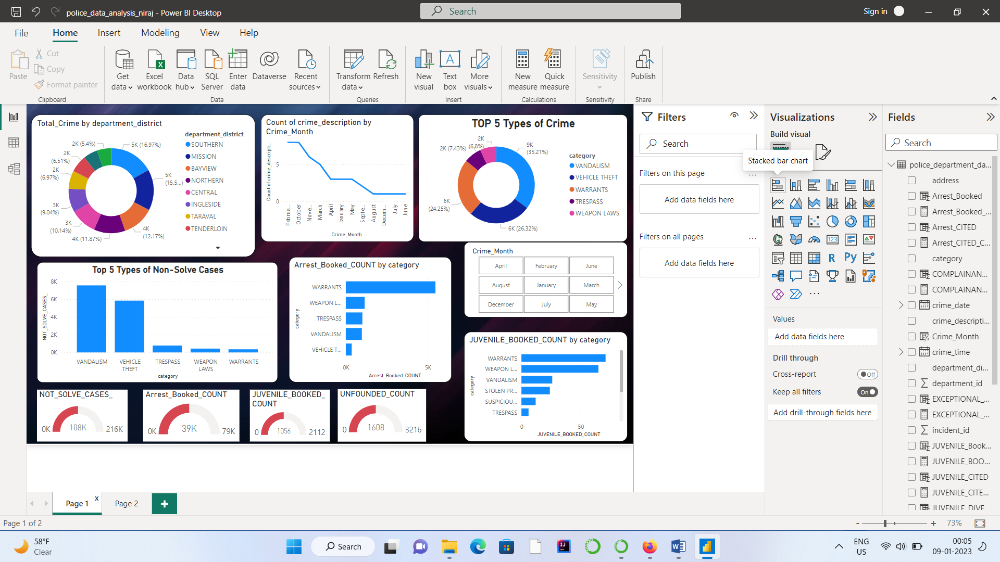 police_data_analysis_niraj - Power BI Desktop
Search
Sign in
File
Home
Insert
Modeling
View
Help
Paste
Cut
Copy
Format painter
Clipboard
Get data
Excel workbook
Data hub
SQL Server
Enter data
Dataverse
Recent sources
Data
Transform data
Refresh
Queries
New visual
Text box
More visuals
Insert
New measure
Quick measure
Calculations
Sensitivity
Sensitivity
Publish
Share
Total_Crime by department_district
5K (16.97%)
5K (15.5...)
4K (12.17%)
4K (11.87%)
3K (10.14%)
3K (9.04%)
2K (6.97%)
2K (6.51%)
2K (5.4%)
department_district
SOUTHERN
MISSION
BAYVIEW
NORTHERN
CENTRAL
INGLESIDE
TARAVAL
TENDERLOIN
Count of crime_description by Crime_Month
Count of crime_descripti...
5
0
Februa...
October
Nove...
March
April
January
May
Septe...
August
Decem...
July
June
Crime_Month
TOP 5 Types of Crime
9K (35.21%)
6K (26.32%)
6K (24.25%)
2K (7.43%)
2K (6.8%)
category
VANDALISM
VEHICLE THEFT
WARRANTS
TRESPASS
WEAPON LAWS
Top 5 Types of Non-Solve Cases
NOT_SOLVE_CASES_
8K
6K
4K
2K
0K
VANDALISM
VEHICLE THEFT
TRESPASS
WEAPON LAWS
WARRANTS
category
Arrest_Booked_COUNT by category
category
WARRANTS
WEAPON L...
TRESPASS
VANDALISM
VEHICLE T...
0K
5K
Arrest_Booked_COUNT
Crime_Month
April
February
June
August
January
March
December
July
May
JUVENILE_BOOKED_COUNT by category
category
WARRANTS
WEAPON L...
VANDALISM
STOLEN PR...
SUSPICIOU...
TRESPASS
0
50
JUVENILE_BOOKED_COUNT
NOT_SOLVE_CASES_
0K
108K
216K
Arrest_Booked_COUNT
0K
39K
79K
JUVENILE_BOOKED_
COUNT
0
1056
2112
UNFOUNDED_COUNT
0
1608
3216
Filters
Search
Filters on this page
...
Add data fields here
Filters on all pages
...
Add data fields here
Visualizations
Build visual
Stacked bar chart
123
R
Py
...
Values
Add data fields here
Drill through
Cross-report
Off
Keep all filters
On
Add drill-through fields here
Fields
Search
police_department_da...
address
Arrest_Booked
Arrest_Booked_...
Arrest_CITED
Arrest_CITED_C...
category
COMPLAINAN...
COMPLAINAN...
crime_date
crime_descripti...
Crime_Month
crime_time
department_di...
department_id
EXCEPTIONAL_...
EXCEPTIONAL_...
incident_id
JUVENILE_Book...
JUVENILE_BOO...
JUVENILE_CITED
JUVENILE_CITE...
JUVENILE_DIVE
Page 1
x
Page 2
+
Page 1 of 2
-
+
73%
58°F
Clear
Search
IJ
ENG
US
00:05
09-01-2023